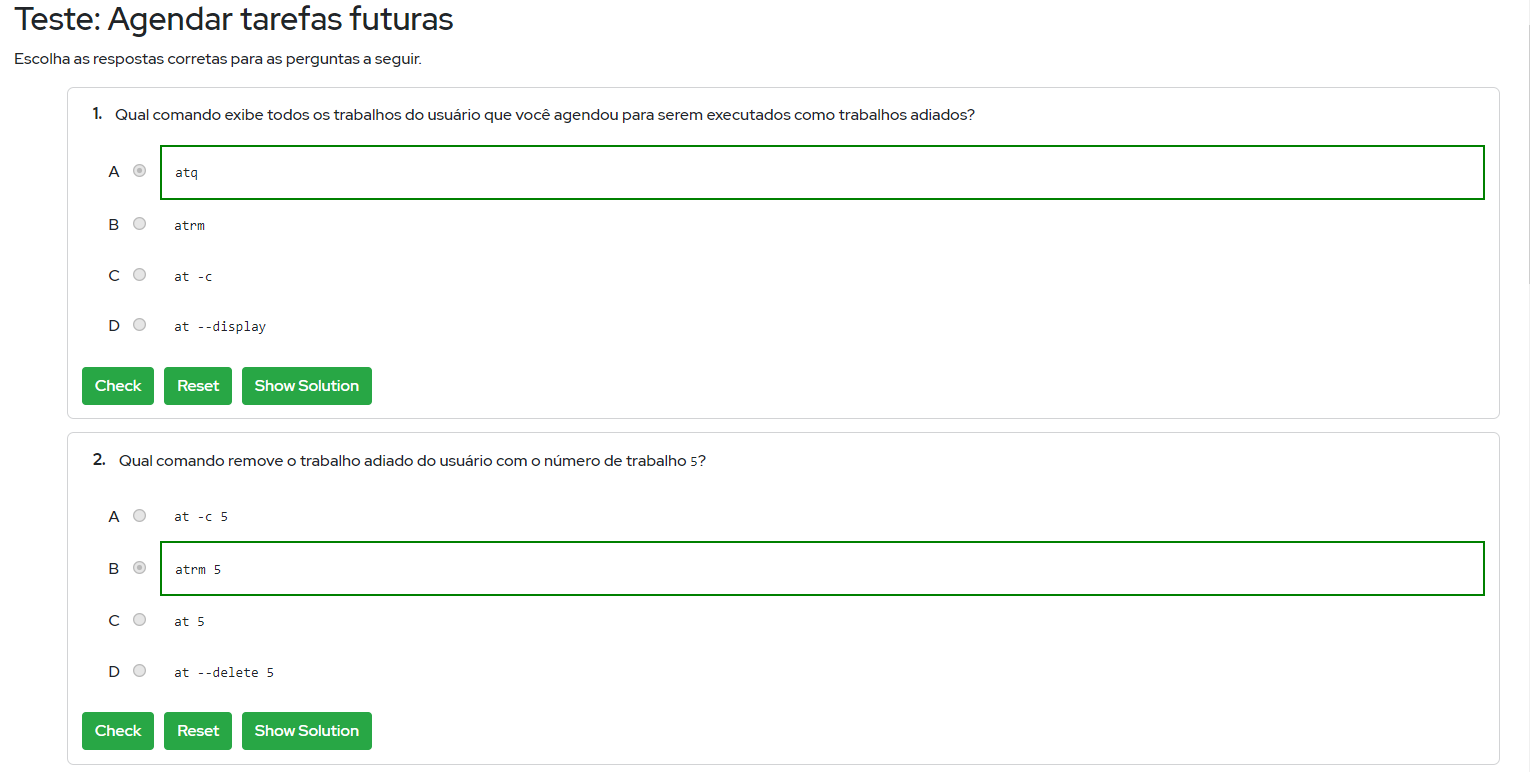 Teste: Agendar tarefas futuras
Escolha as respostas corretas para as perguntas a seguir.
1. Qual comando exibe todos os trabalhos do usuário que você agendou para serem executados como trabalhos adiados?
A atq
B atrm
C at -c
D at --display
Check Reset Show Solution
2. Qual comando remove o trabalho adiado do usuário com o número de trabalho 5?
A at -c 5
B atrm 5
C at 5
D at --delete 5
Check Reset Show Solution